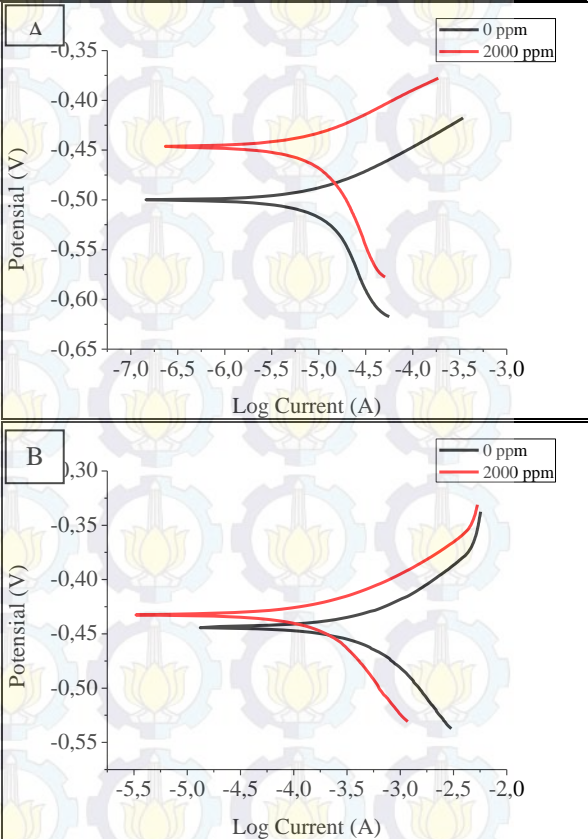 A
0 ppm
2000 ppm
-0,35
-0,40
-0,45
-0,50
-0,55
-0,60
-0,65
Potensial (V)
-7,0 -6,5 -6,0 -5,5 -5,0 -4,5 -4,0 -3,5 -3,0
Log Current (A)
B
0 ppm
2000 ppm
0,30
-0,35
-0,40
-0,45
-0,50
-0,55
Potensial (V)
-5,5 -5,0 -4,5 -4,0 -3,5 -3,0 -2,5 -2,0
Log Current (A)